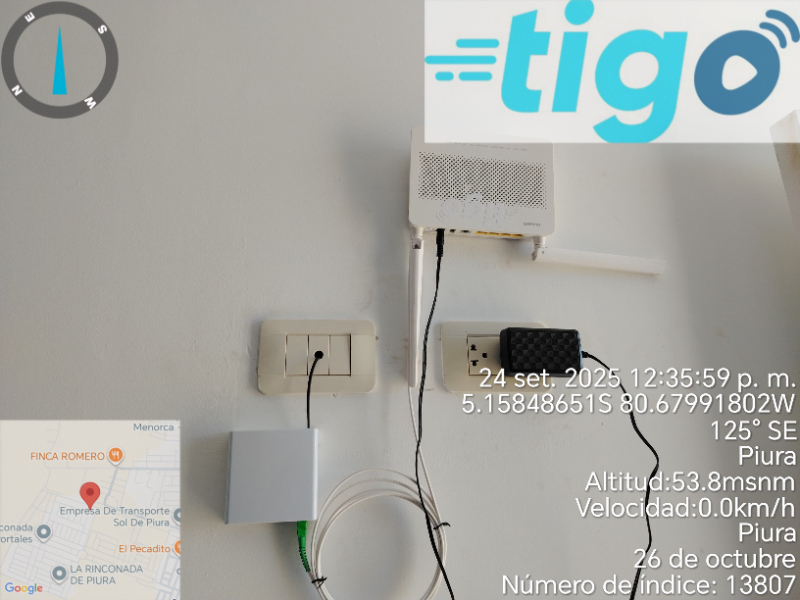 E
S
N
W
tigo
24 set. 2025 12:35:59 p. m.
5.15848651S 80.67991802W
125° SE
Piura
Altitud:53.8msnm
Velocidad:0.0km/h
Piura
26 de octubre
Número de índice: 13807
Menorca
FINCA ROMERO
Empresa De Transporte
Sol De Piura
conada
ortales
El Pecadito
LA RINCONADA
DE PIURA
Google